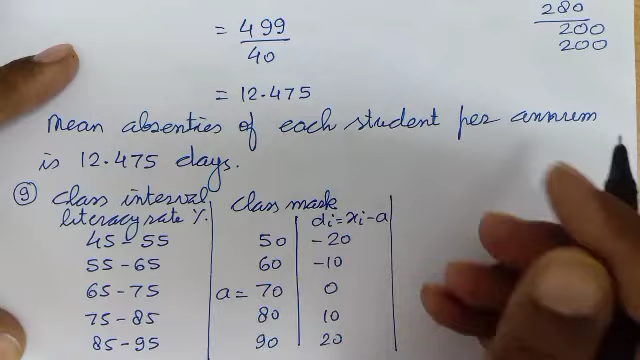 = 499/40
280
200
200
= 12.475
Mean absenties of each student per annum
is 12.475 days.
9 Class interval Class mark
literacy rate %. di = xi - a
45 - 55 50 -20
55 - 65 60 -10
65 - 75 a = 70 0
75 - 85 80 10
85 - 95 90 20